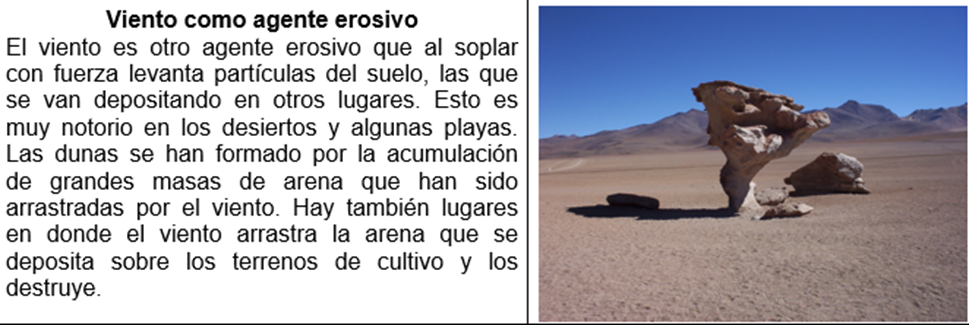 Viento como agente erosivo
El viento es otro agente erosivo que al soplar
con fuerza levanta partículas del suelo, las que
se van depositando en otros lugares. Esto es
muy notorio en los desiertos y algunas playas.
Las dunas se han formado por la acumulación
de grandes masas de arena que han sido
arrastradas por el viento. Hay también lugares
en donde el viento arrastra la arena que se
deposita sobre los terrenos de cultivo y los
destruye.